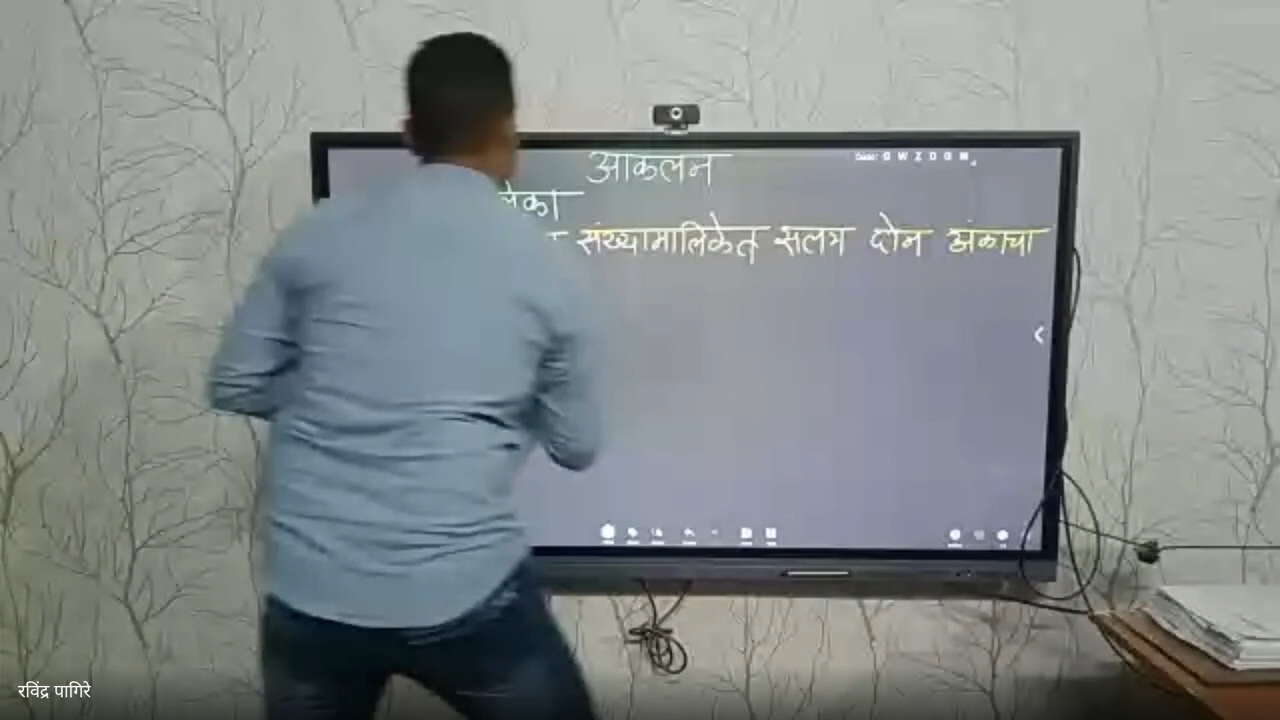 आकलन
लेका
संख्यामालिकेत सलग दोन अंकाचा
रविंद्र पागिरे